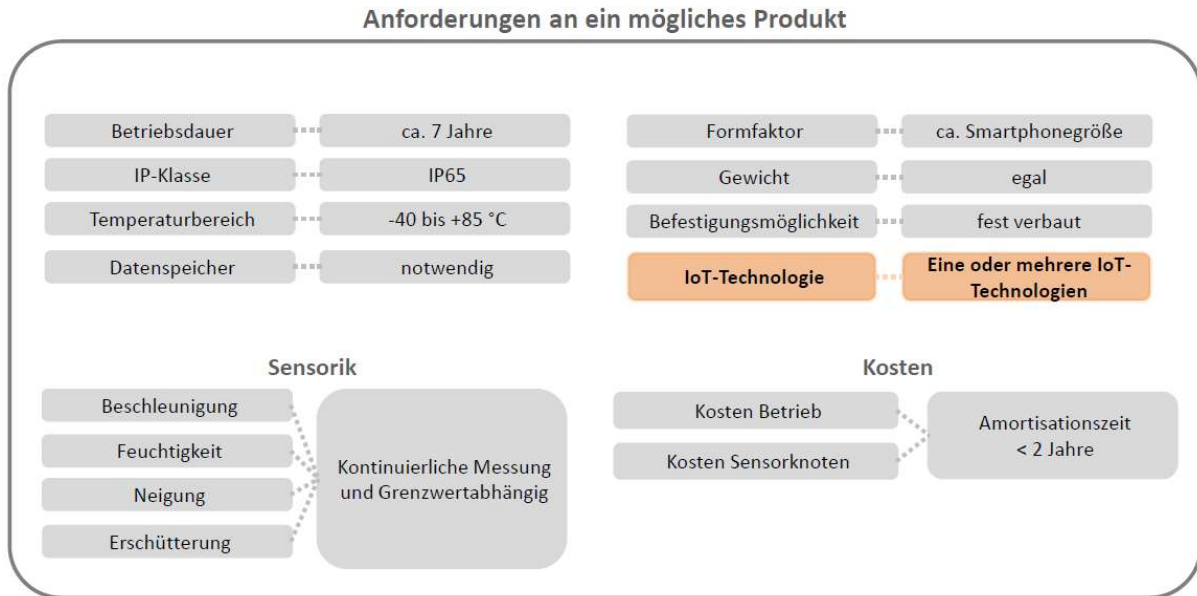 Anforderungen an ein mögliches Produkt
Betriebsdauer
ca. 7 Jahre
IP-Klasse
IP65
Temperaturbereich
-40 bis +85 °C
Datenspeicher
notwendig
Formfaktor
ca. Smartphonegröße
Gewicht
egal
Befestigungsmöglichkeit
fest verbaut
IoT-Technologie
Eine oder mehrere IoT-
Technologien
Sensorik
Beschleunigung
Feuchtigkeit
Neigung
Erschütterung
Kontinuierliche Messung
und Grenzwertabhängig
Kosten
Kosten Betrieb
Kosten Sensorknoten
Amortisationszeit
< 2 Jahre